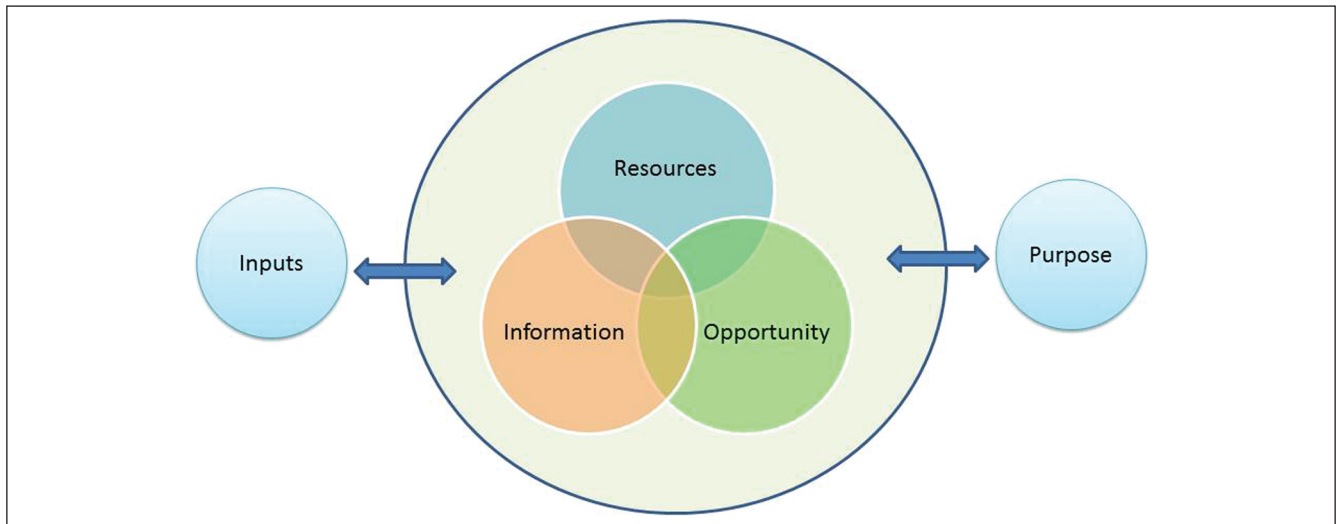 Resources
Inputs
Purpose
Information
Opportunity